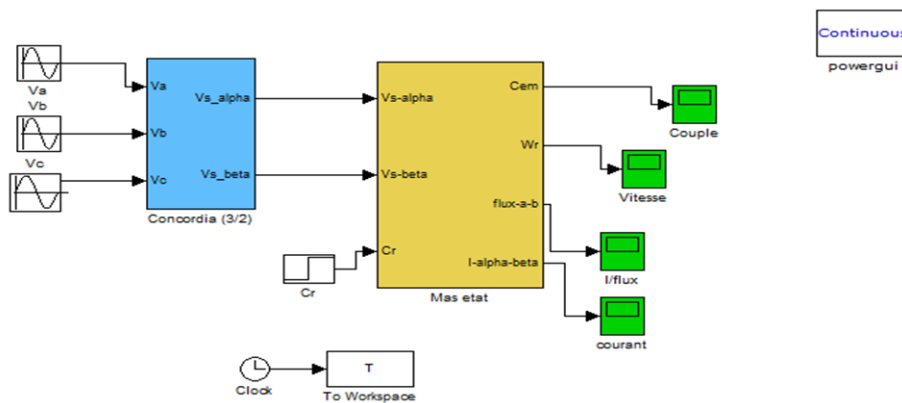 Continuous
powergui
Va
Vb
Vc
Va
Vb
Vc
Vs_alpha
Vs_beta
Concordia (3/2)
Vs-alpha
Vs-beta
Cr
Cem
Wr
flux-a-b
I-alpha-beta
Mas etat
Cr
Couple
Vitesse
I/flux
courant
Clock
T
To Workspace